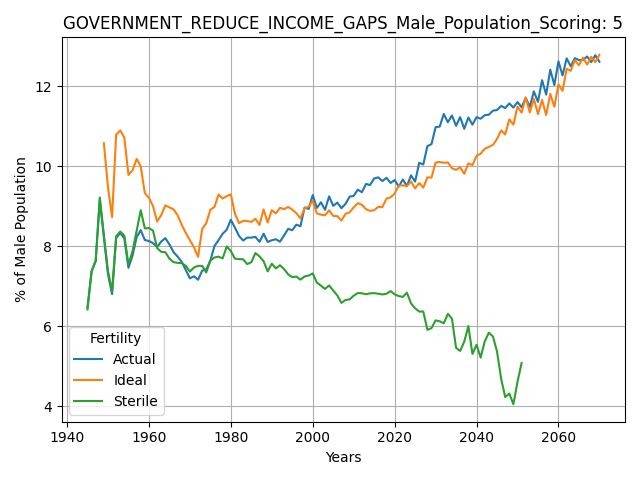 GOVERNMENT_REDUCE_INCOME_GAPS_Male_Population_Scoring: 5
% of Male Population
12
10
8
6
4
Fertility
Actual
Ideal
Sterile
1940 1960 1980 2000 2020 2040 2060
Years